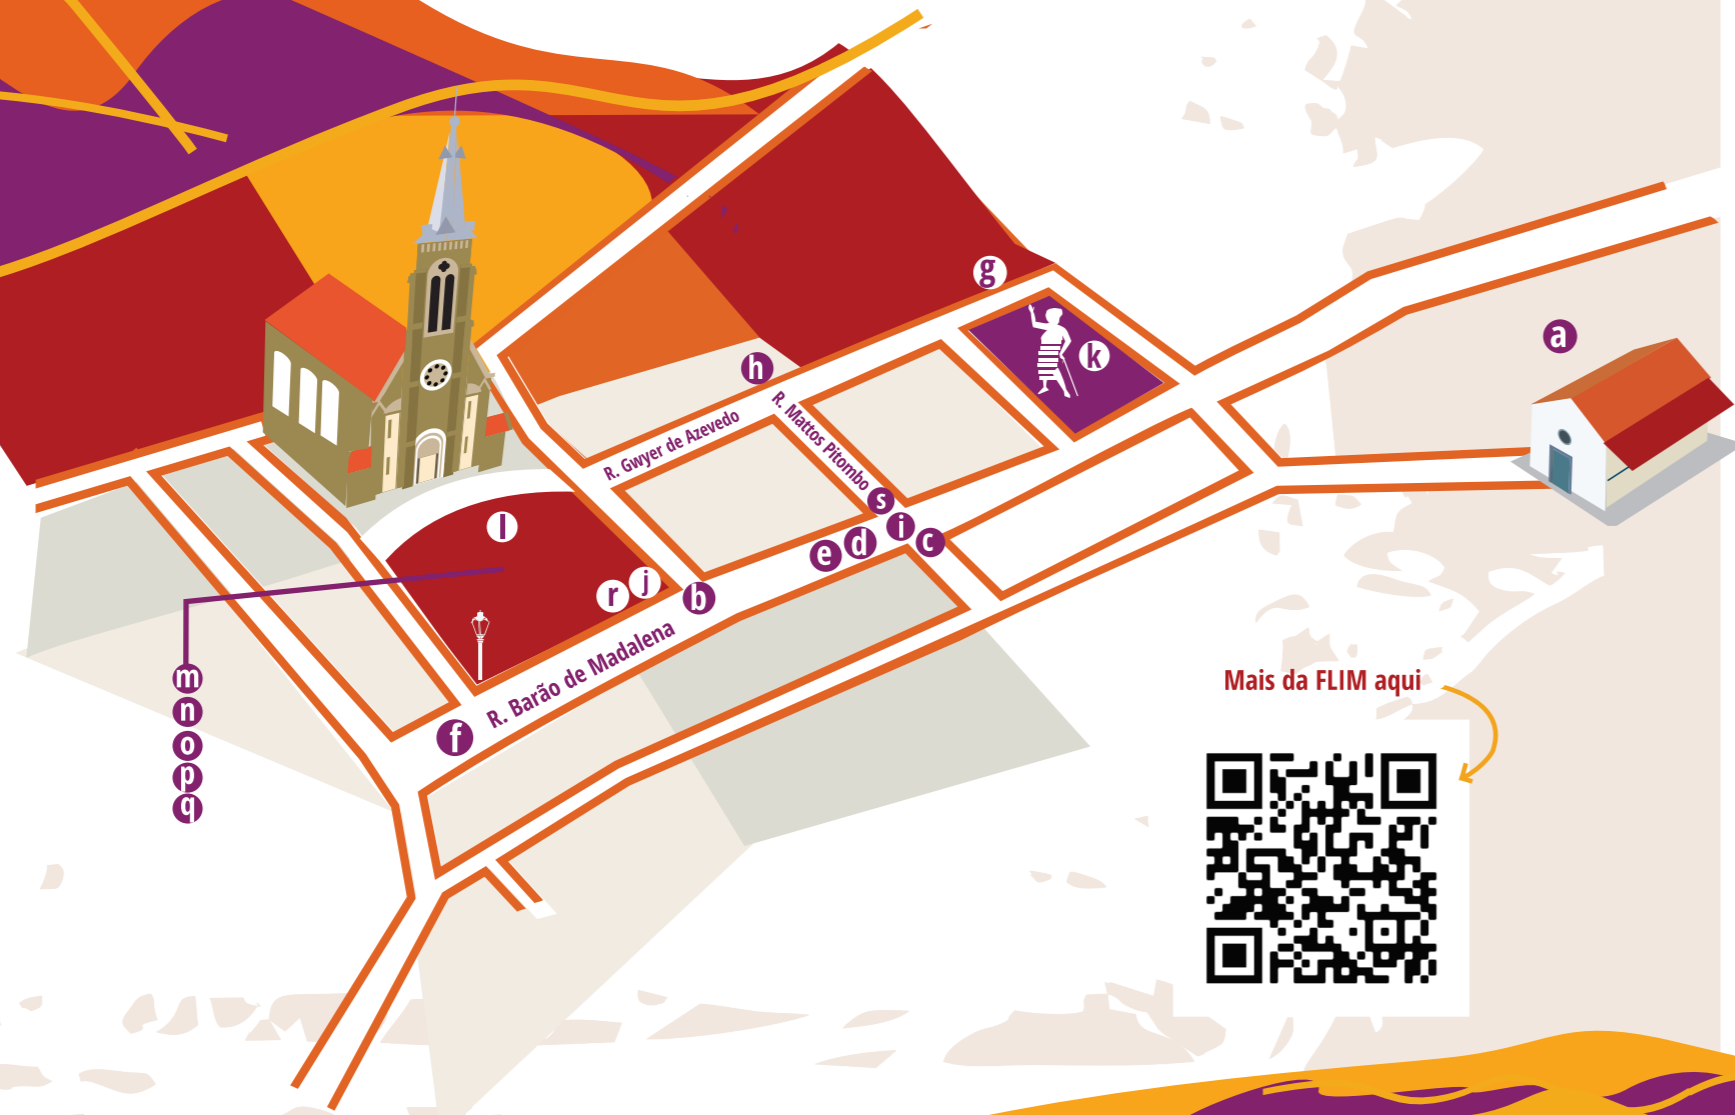 g
a
k
h
R. Gwyer de Azevedo
R. Mattos Pitombo
s
i
c
d
e
l
j
r
b
R. Barão de Madalena
f
m
n
o
p
q
Mais da FLIM aqui